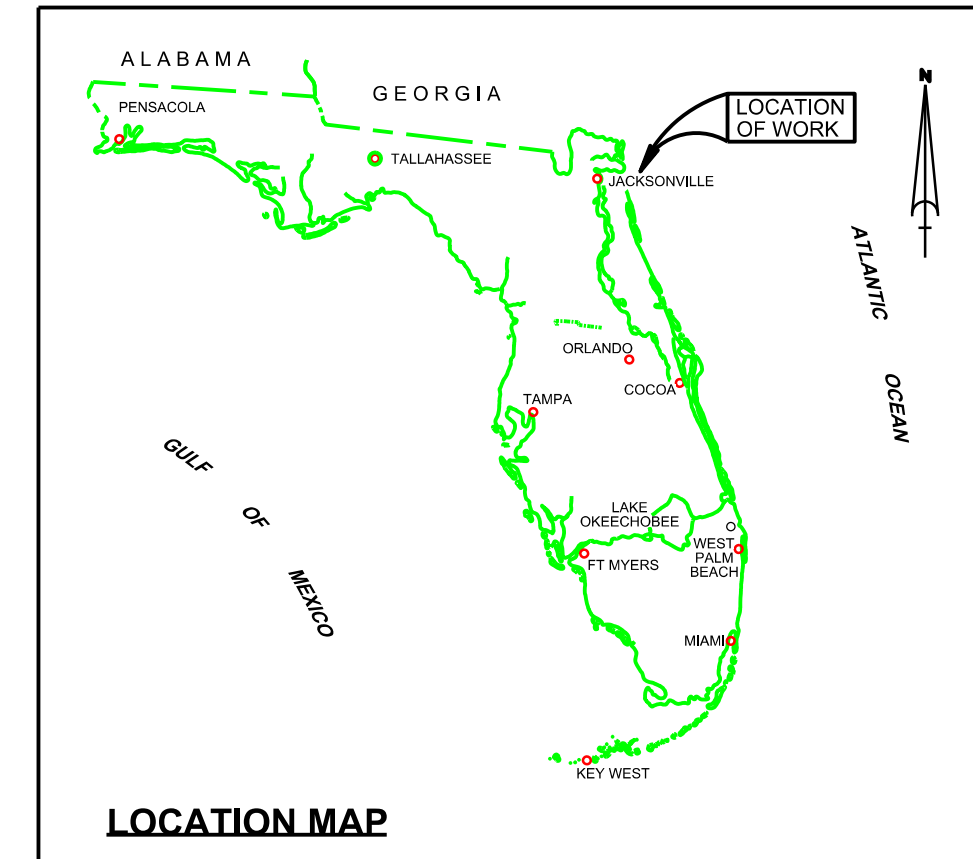 ALABAMA
GEORGIA
N
PENSACOLA
LOCATION
OF WORK
TALLAHASSEE
JACKSONVILLE
ATLANTIC
OCEAN
ORLANDO
COCOA
TAMPA
GULF
OF
MEXICO
LAKE
OKEECHOBEE
WEST
PALM
BEACH
FT MYERS
MIAMI
KEY WEST
LOCATION MAP